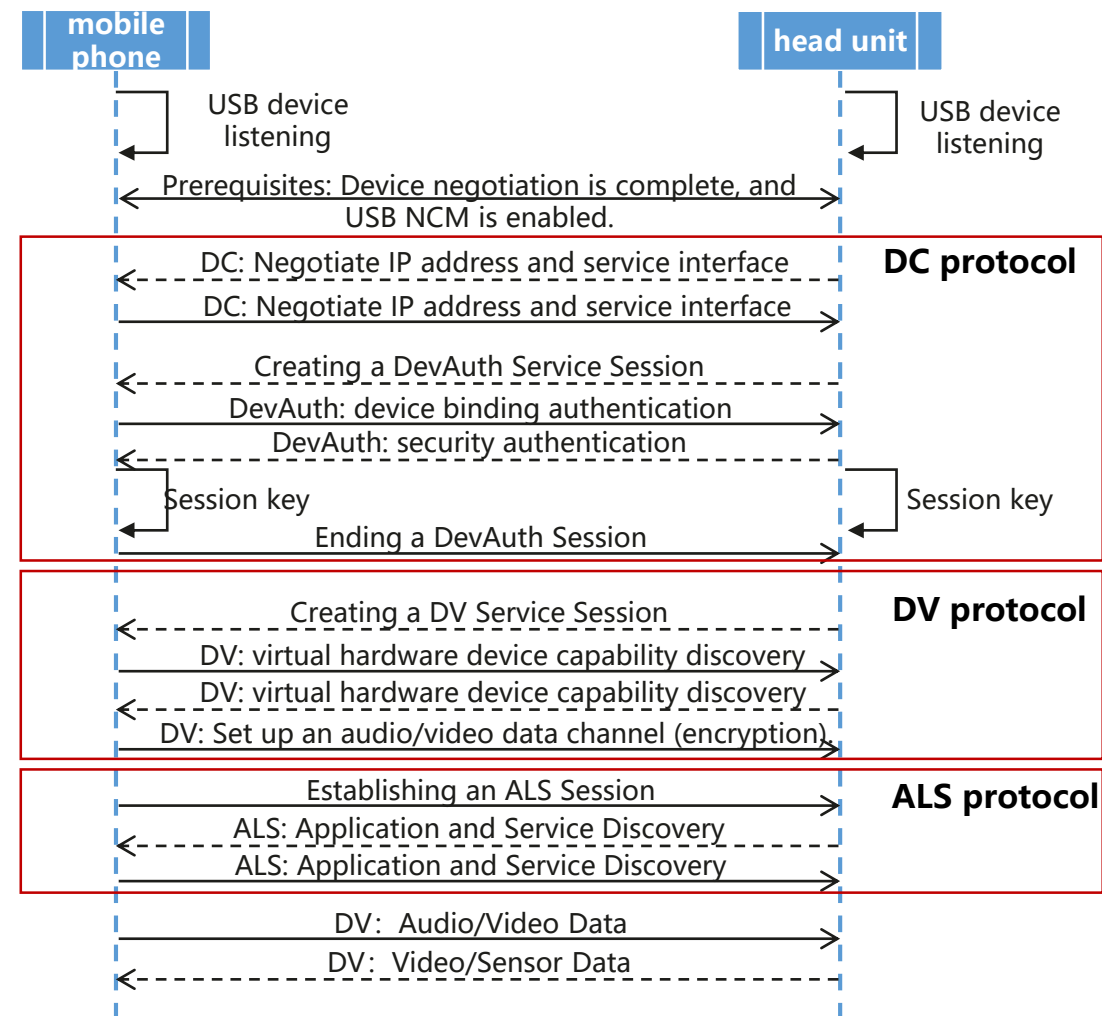 mobile
phone
head unit
USB device
listening
USB device
listening
Prerequisites: Device negotiation is complete, and
USB NCM is enabled.
DC protocol
DC: Negotiate IP address and service interface
DC: Negotiate IP address and service interface
Creating a DevAuth Service Session
DevAuth: device binding authentication
DevAuth: security authentication
Session key
Session key
Ending a DevAuth Session
DV protocol
Creating a DV Service Session
DV: virtual hardware device capability discovery
DV: virtual hardware device capability discovery
DV: Set up an audio/video data channel (encryption).
ALS protocol
Establishing an ALS Session
ALS: Application and Service Discovery
ALS: Application and Service Discovery
DV：Audio/Video Data
DV：Video/Sensor Data